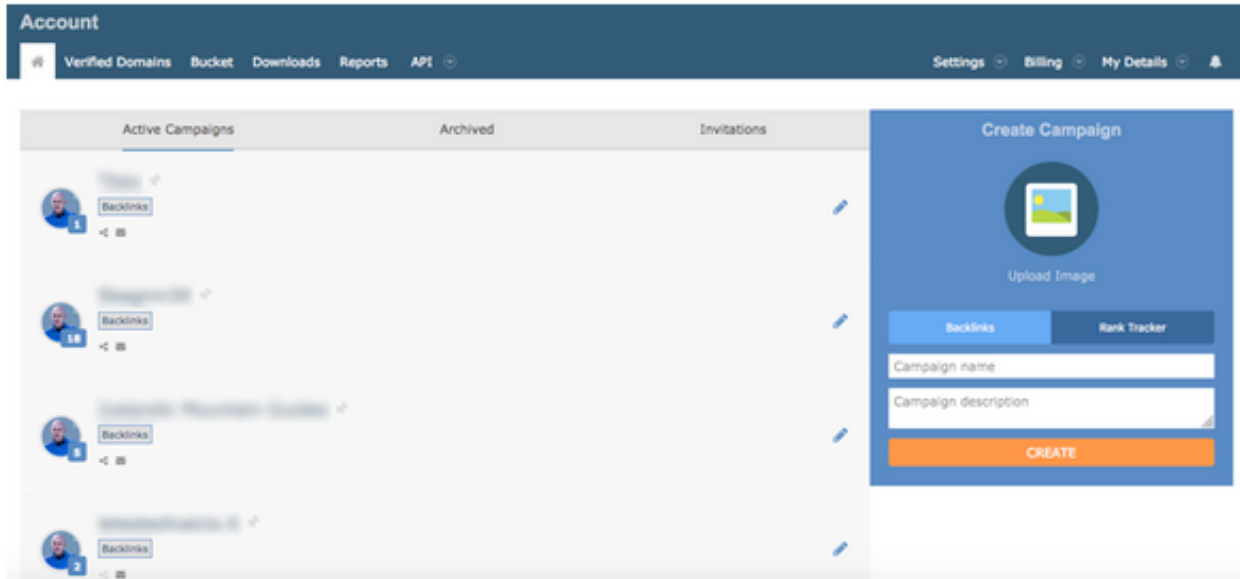 Account
Verified Domains Bucket Downloads Reports API
Settings Billing My Details
Active Campaigns Archived Invitations
Create Campaign
Backlinks
1
Upload Image
Backlinks
18
Backlinks Rank Tracker
Campaign name
Campaign description
Backlinks
5
CREATE
Backlinks
2